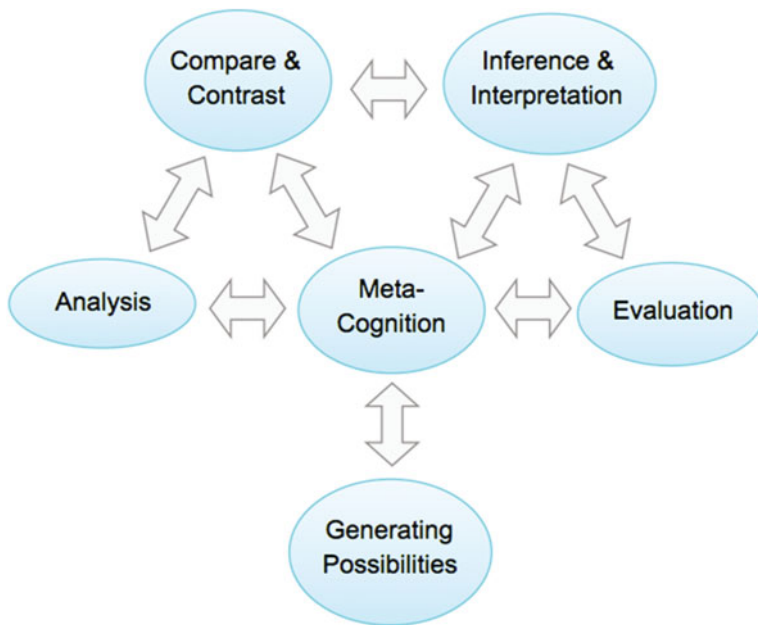 Compare &
Contrast
Inference &
Interpretation
Analysis
Meta-
Cognition
Evaluation
Generating
Possibilities